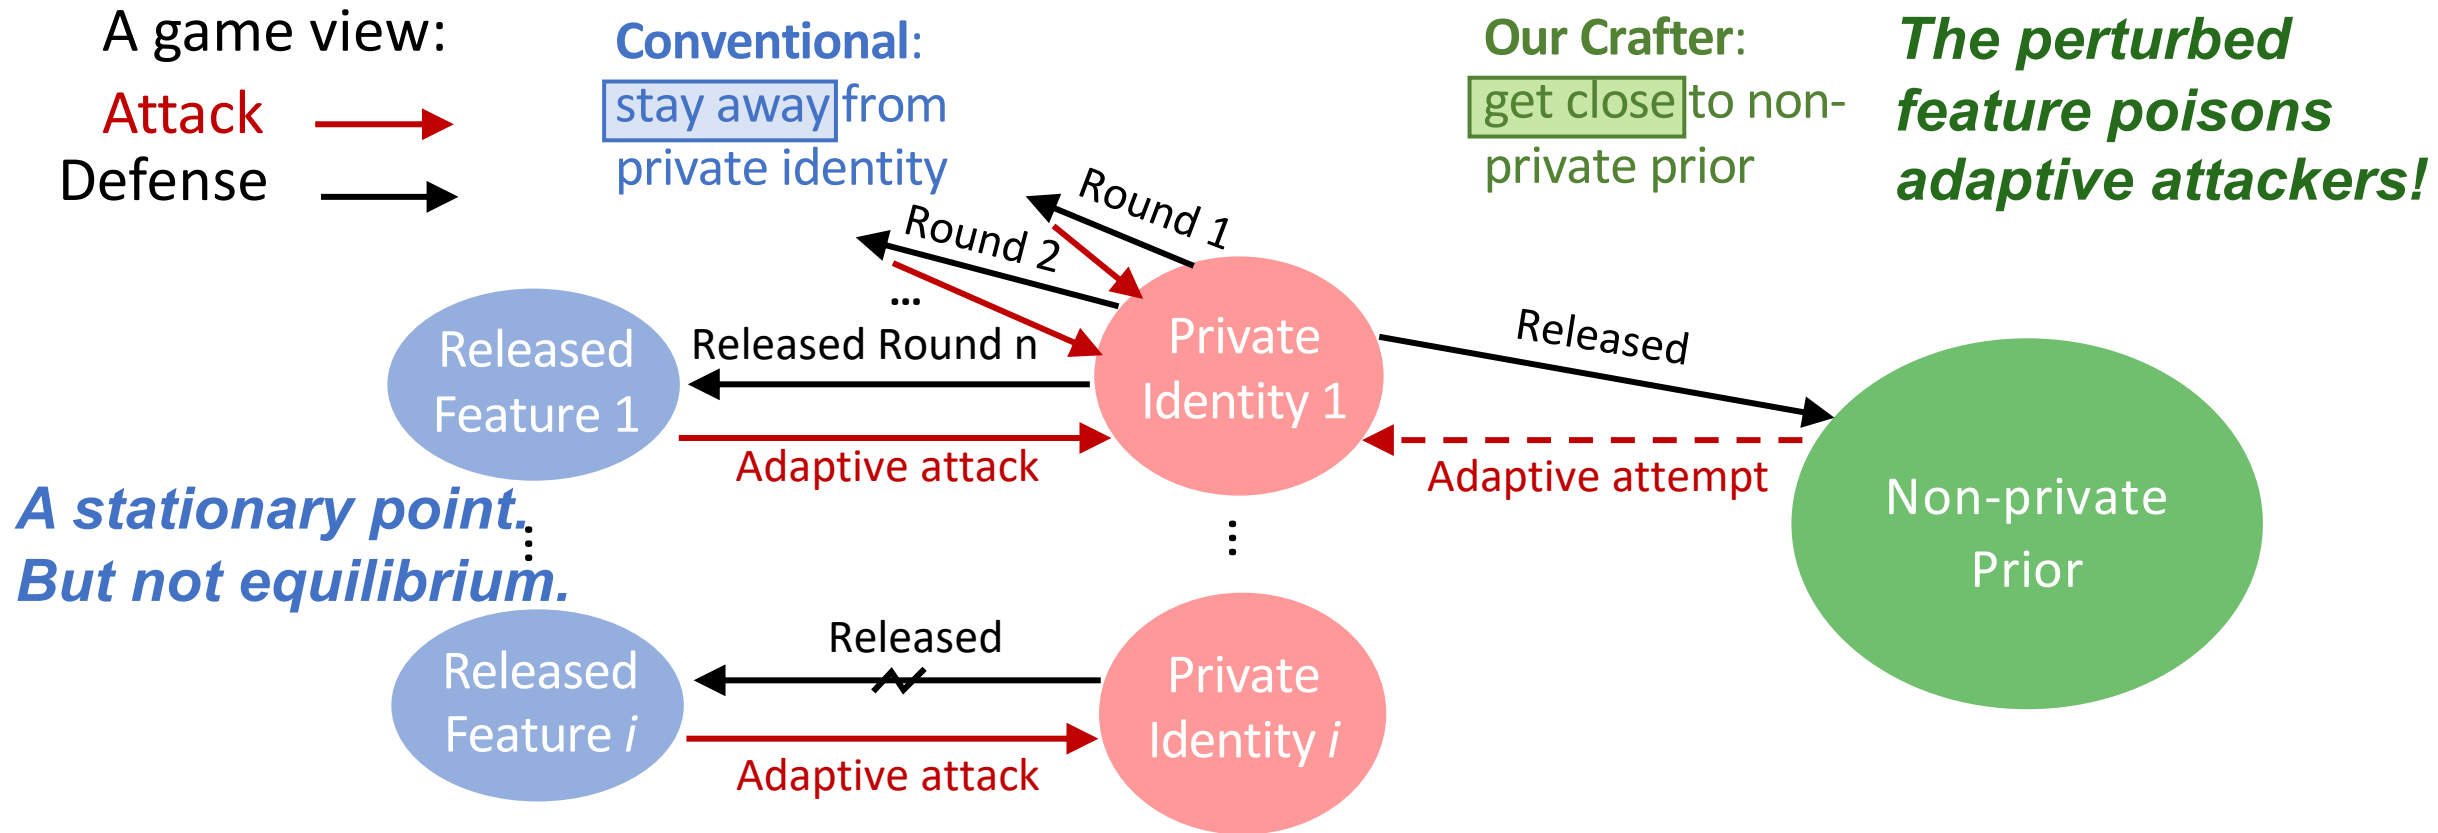 A game view:
Attack
Defense
Conventional:
stay away from
private identity
Our Crafter:
get close to non-
private prior
The perturbed
feature poisons
adaptive attackers!
Round 1
Round 2
...
Released Round n
Released
Feature 1
Private
Identity 1
Released
Adaptive attack
Adaptive attempt
Non-private
Prior
A stationary point.
But not equilibrium.
...
...
Released
Released
Feature i
Private
Identity i
Adaptive attack